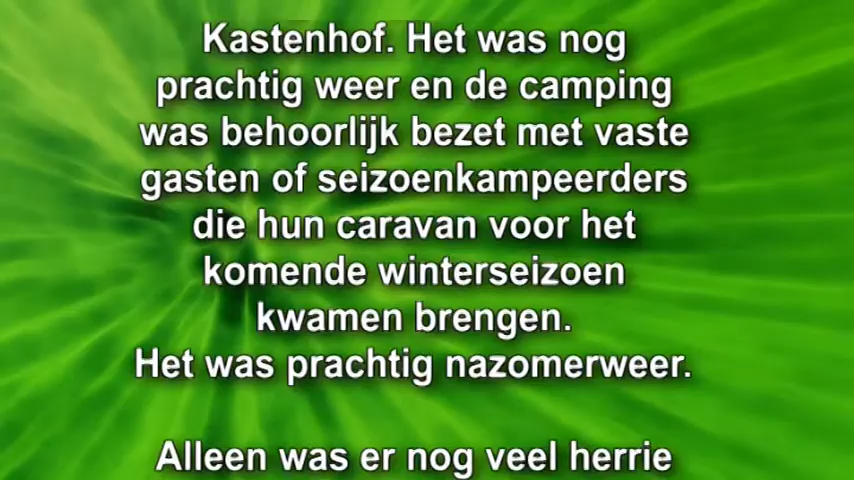 Kastenhof. Het was nog
prachtig weer en de camping
was behoorlijk bezet met vaste
gasten of seizoenkampeerders
die hun caravan voor het
komende winterseizoen
kwamen brengen.
Het was prachtig nazomerweer.
Alleen was er nog veel herrie